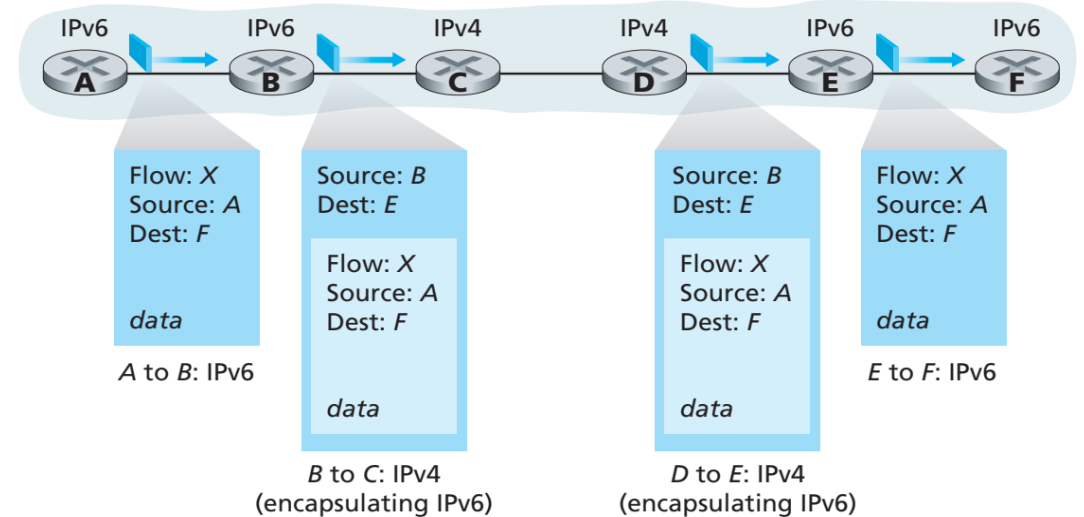 IPv6 IPv6 IPv4 IPv4 IPv6 IPv6
A B C D E F
Flow: X
Source: A
Dest: F
data
A to B: IPv6
Source: B
Dest: E
Flow: X
Source: A
Dest: F
data
B to C: IPv4
(encapsulating IPv6)
Source: B
Dest: E
Flow: X
Source: A
Dest: F
data
D to E: IPv4
(encapsulating IPv6)
Flow: X
Source: A
Dest: F
data
E to F: IPv6